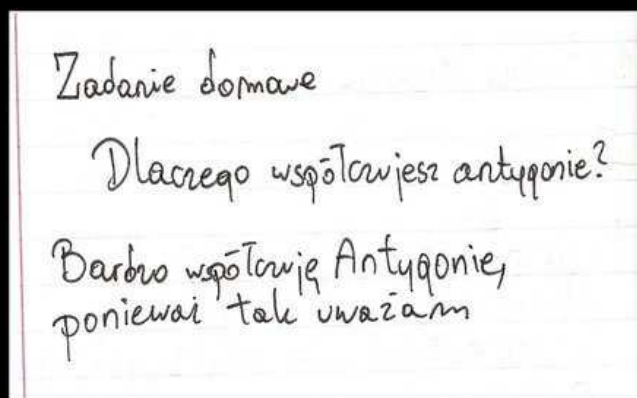 Zadanie domowe
Dlaczego współczujesz antygonie?
Bardzo współczuję Antygonie,
ponieważ tak uważam